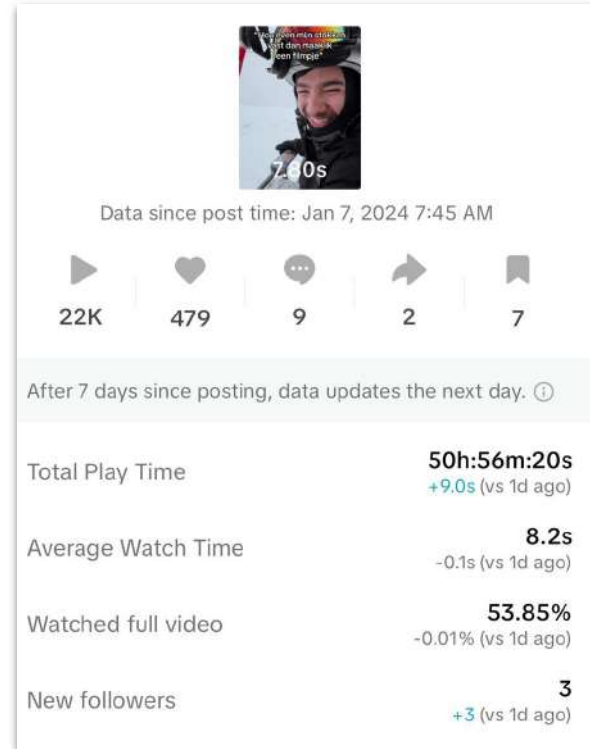 "Hou even mijn stokken
vast dan maak ik
een filmpje"
7.80s
Data since post time: Jan 7, 2024 7:45 AM
22K
479
9
2
7
After 7 days since posting, data updates the next day.
Total Play Time
50h:56m:20s
+9.0s (vs 1d ago)
Average Watch Time
8.2s
-0.1s (vs 1d ago)
Watched full video
53.85%
-0.01% (vs 1d ago)
New followers
3
+3 (vs 1d ago)